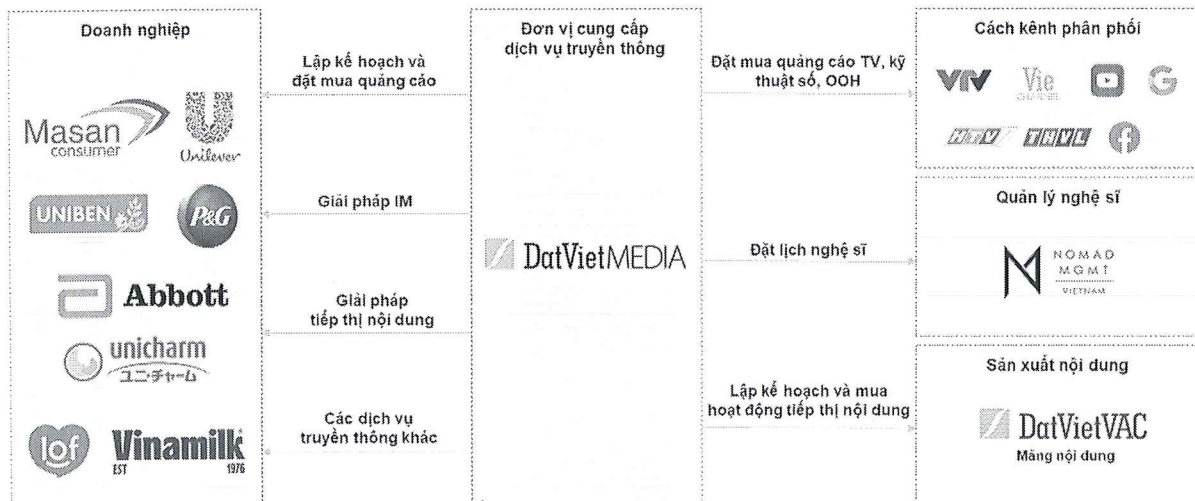 Doanh nghiệp
Masan
consumer
Unilever
UNIBEN
P&G
Abbott
unicharm
ユニ・チャーム
lof
Vinamilk
EST 1976
Lập kế hoạch và
đặt mua quảng cáo
Giải pháp IM
Giải pháp
tiếp thị nội dung
Các dịch vụ
truyền thông khác
Đơn vị cung cấp
dịch vụ truyền thông
DatVietMEDIA
Đặt mua quảng cáo TV, kỹ
thuật số, OOH
Đặt lịch nghệ sĩ
Lập kế hoạch và mua
hoạt động tiếp thị nội dung
Cách kênh phân phối
VTV
Vie
CHANNEL
G
HTV
THVL
f
Quản lý nghệ sĩ
NOMAD
MGMT
VIETNAM
Sản xuất nội dung
DatVietVAC
Mảng nội dung